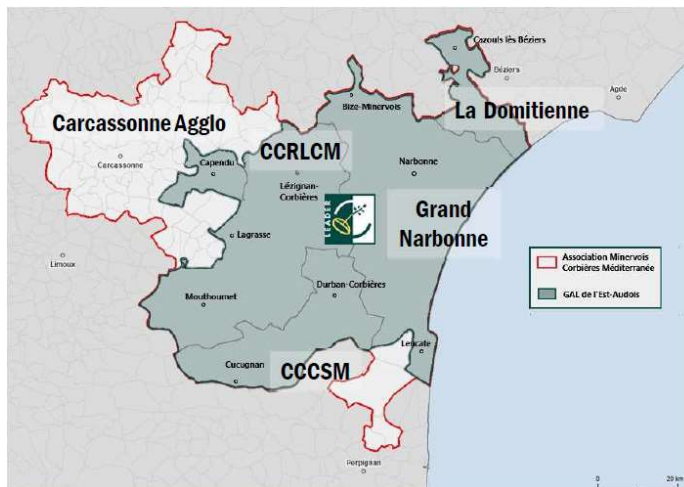 Cazouls lès Béziers
Béziers
Agde
La Domitienne
Bize-Minervois
Carcassonne Agglo
Carcassonne
CCRLCM
Capendu
Lézignan-
Corbières
Narbonne
LEADER
Grand
Narbonne
Lagrasse
Limoux
Association Minervois
Corbières Méditerranée
GAL de l'Est-Audois
Mouthoumet
Durban-Corbières
Leucate
Cucugnan
CCCSM
Perpignan
0
20 km